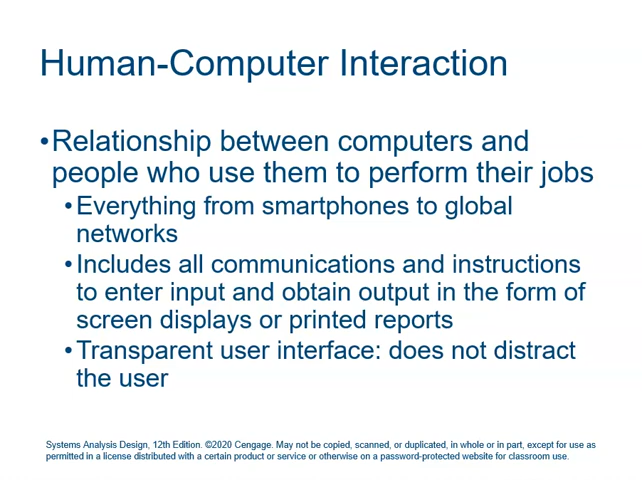 Human-Computer Interaction
•Relationship between computers and
people who use them to perform their jobs
•Everything from smartphones to global
networks
•Includes all communications and instructions
to enter input and obtain output in the form of
screen displays or printed reports
•Transparent user interface: does not distract
the user
Systems Analysis Design, 12th Edition. ©2020 Cengage. May not be copied, scanned, or duplicated, in whole or in part, except for use as
permitted in a license distributed with a certain product or service or otherwise on a password-protected website for classroom use.